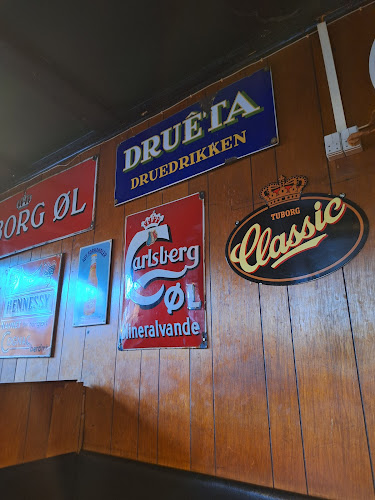 BORG ØL
DRUÊTA
DRUEDRIKKEN
HENNESSY
Carlsberg
ØL
Mineralvande
TUBORG
Classic